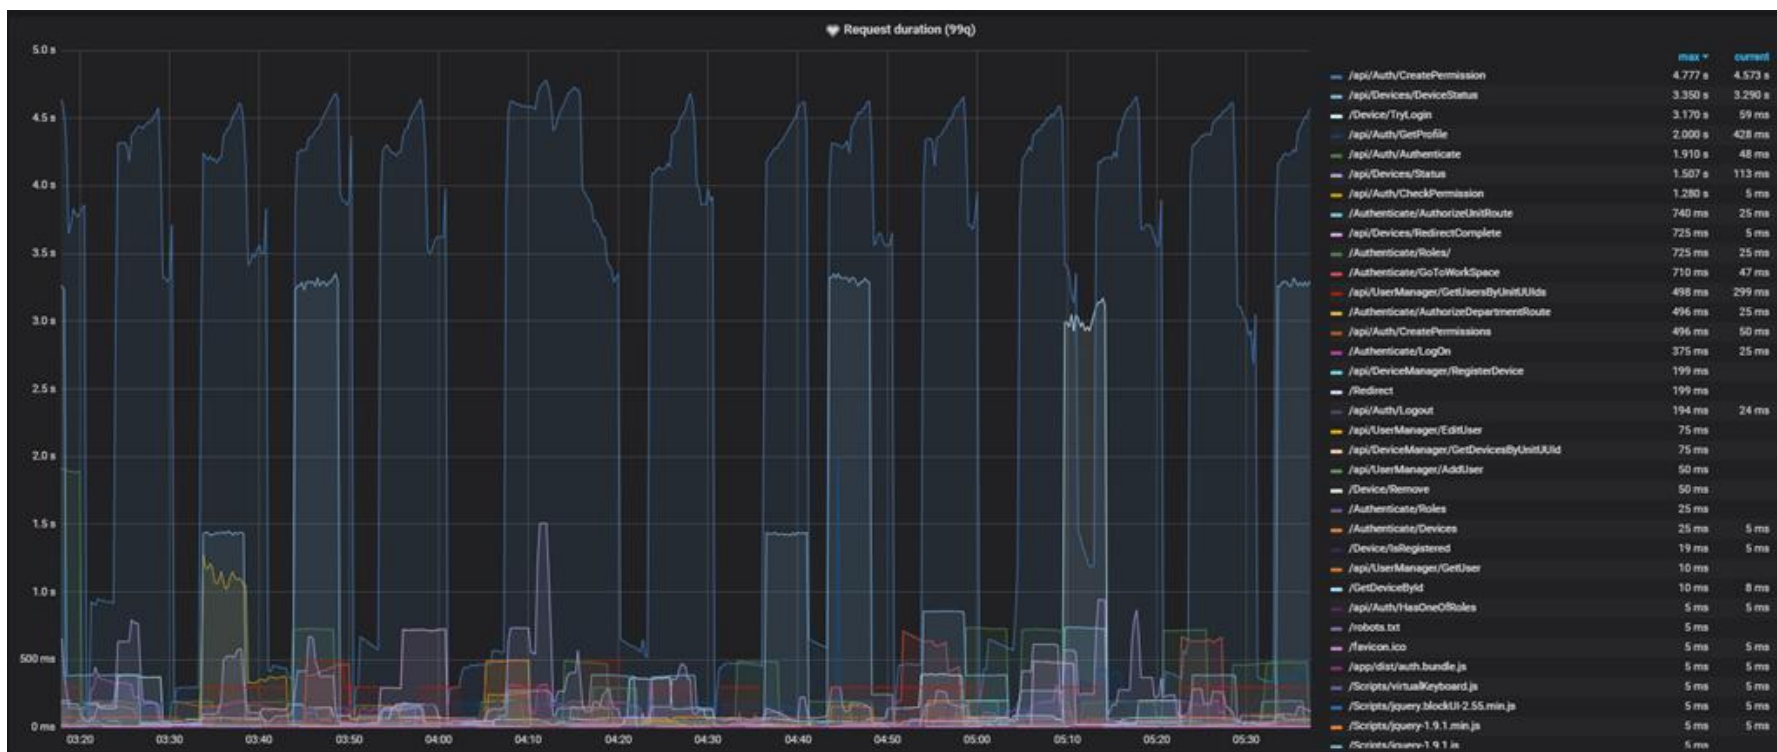 Request duration (99q)
5.0 s
4.5 s
4.0 s
3.5 s
3.0 s
2.5 s
2.0 s
1.5 s
1.0 s
500 ms
0 ms
03:20 03:30 03:40 03:50 04:00 04:10 04:20 04:30 04:40 04:50 05:00 05:10 05:20 05:30
max current
/api/Auth/CreatePermission 4.777 s 4.573 s
/api/Devices/DeviceStatus 3.350 s 3.290 s
/Device/TryLogin 3.170 s 59 ms
/api/Auth/GetProfile 2.000 s 428 ms
/api/Auth/Authenticate 1.910 s 48 ms
/api/Devices/Status 1.507 s 113 ms
/api/Auth/CheckPermission 1.280 s 5 ms
/Authenticate/AuthorizeUnitRoute 740 ms 25 ms
/api/Devices/RedirectComplete 725 ms 5 ms
/Authenticate/Roles/ 725 ms 25 ms
/Authenticate/GoToWorkSpace 710 ms 47 ms
/api/UserManager/GetUsersByUnitUUIds 498 ms 299 ms
/Authenticate/AuthorizeDepartmentRoute 496 ms 25 ms
/api/Auth/CreatePermissions 496 ms 50 ms
/Authenticate/LogOn 375 ms 25 ms
/api/DeviceManager/RegisterDevice 199 ms
/Redirect 199 ms
/api/Auth/Logout 194 ms 24 ms
/api/UserManager/EditUser 75 ms
/api/DeviceManager/GetDevicesByUnitUUId 75 ms
/api/UserManager/AddUser 50 ms
/Device/Remove 50 ms
/Authenticate/Roles 25 ms
/Authenticate/Devices 25 ms 5 ms
/Device/IsRegistered 19 ms 5 ms
/api/UserManager/GetUser 10 ms
/GetDeviceById 10 ms 8 ms
/api/Auth/HasOneOfRoles 5 ms 5 ms
/robots.txt 5 ms
/favicon.ico 5 ms 5 ms
/app/dist/auth.bundle.js 5 ms 5 ms
/Scripts/virtualKeyboard.js 5 ms 5 ms
/Scripts/jquery.blockUI-2.55.min.js 5 ms 5 ms
/Scripts/jquery-1.9.1.min.js 5 ms 5 ms
/Scripts/jquery-1.9.1.js 5 ms